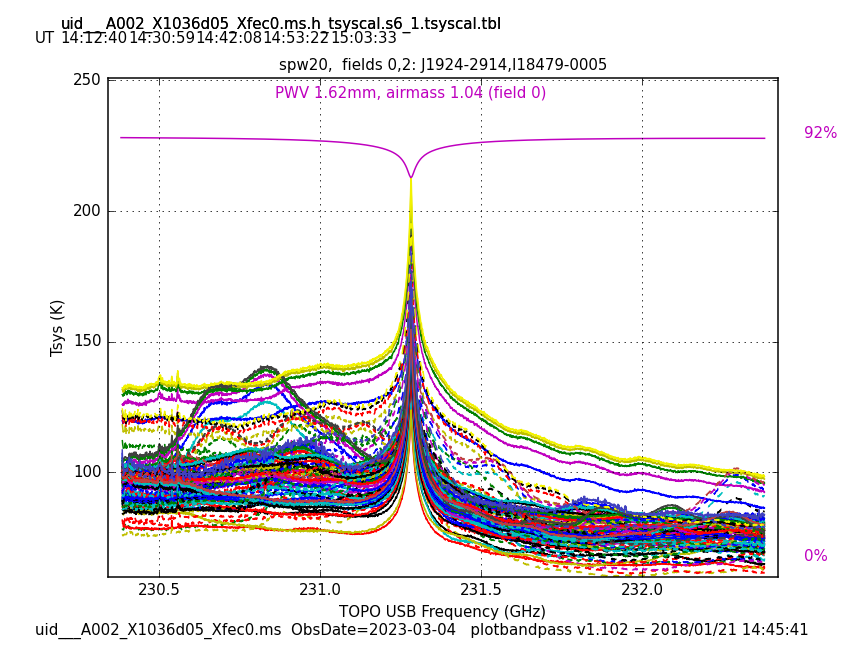 uid___A002_X1036d05_Xfec0.ms.h_tsyscal.s6_1.tsyscal.tbl
UT 14:12:40 14:30:59 14:42:08 14:53:22 15:03:33
spw20, fields 0,2: J1924-2914,I18479-0005
PWV 1.62mm, airmass 1.04 (field 0)
250
92%
200
150
100
Tsys (K)
0%
230.5 231.0 231.5 232.0
TOPO USB Frequency (GHz)
uid___A002_X1036d05_Xfec0.ms ObsDate=2023-03-04 plotbandpass v1.102 = 2018/01/21 14:45:41